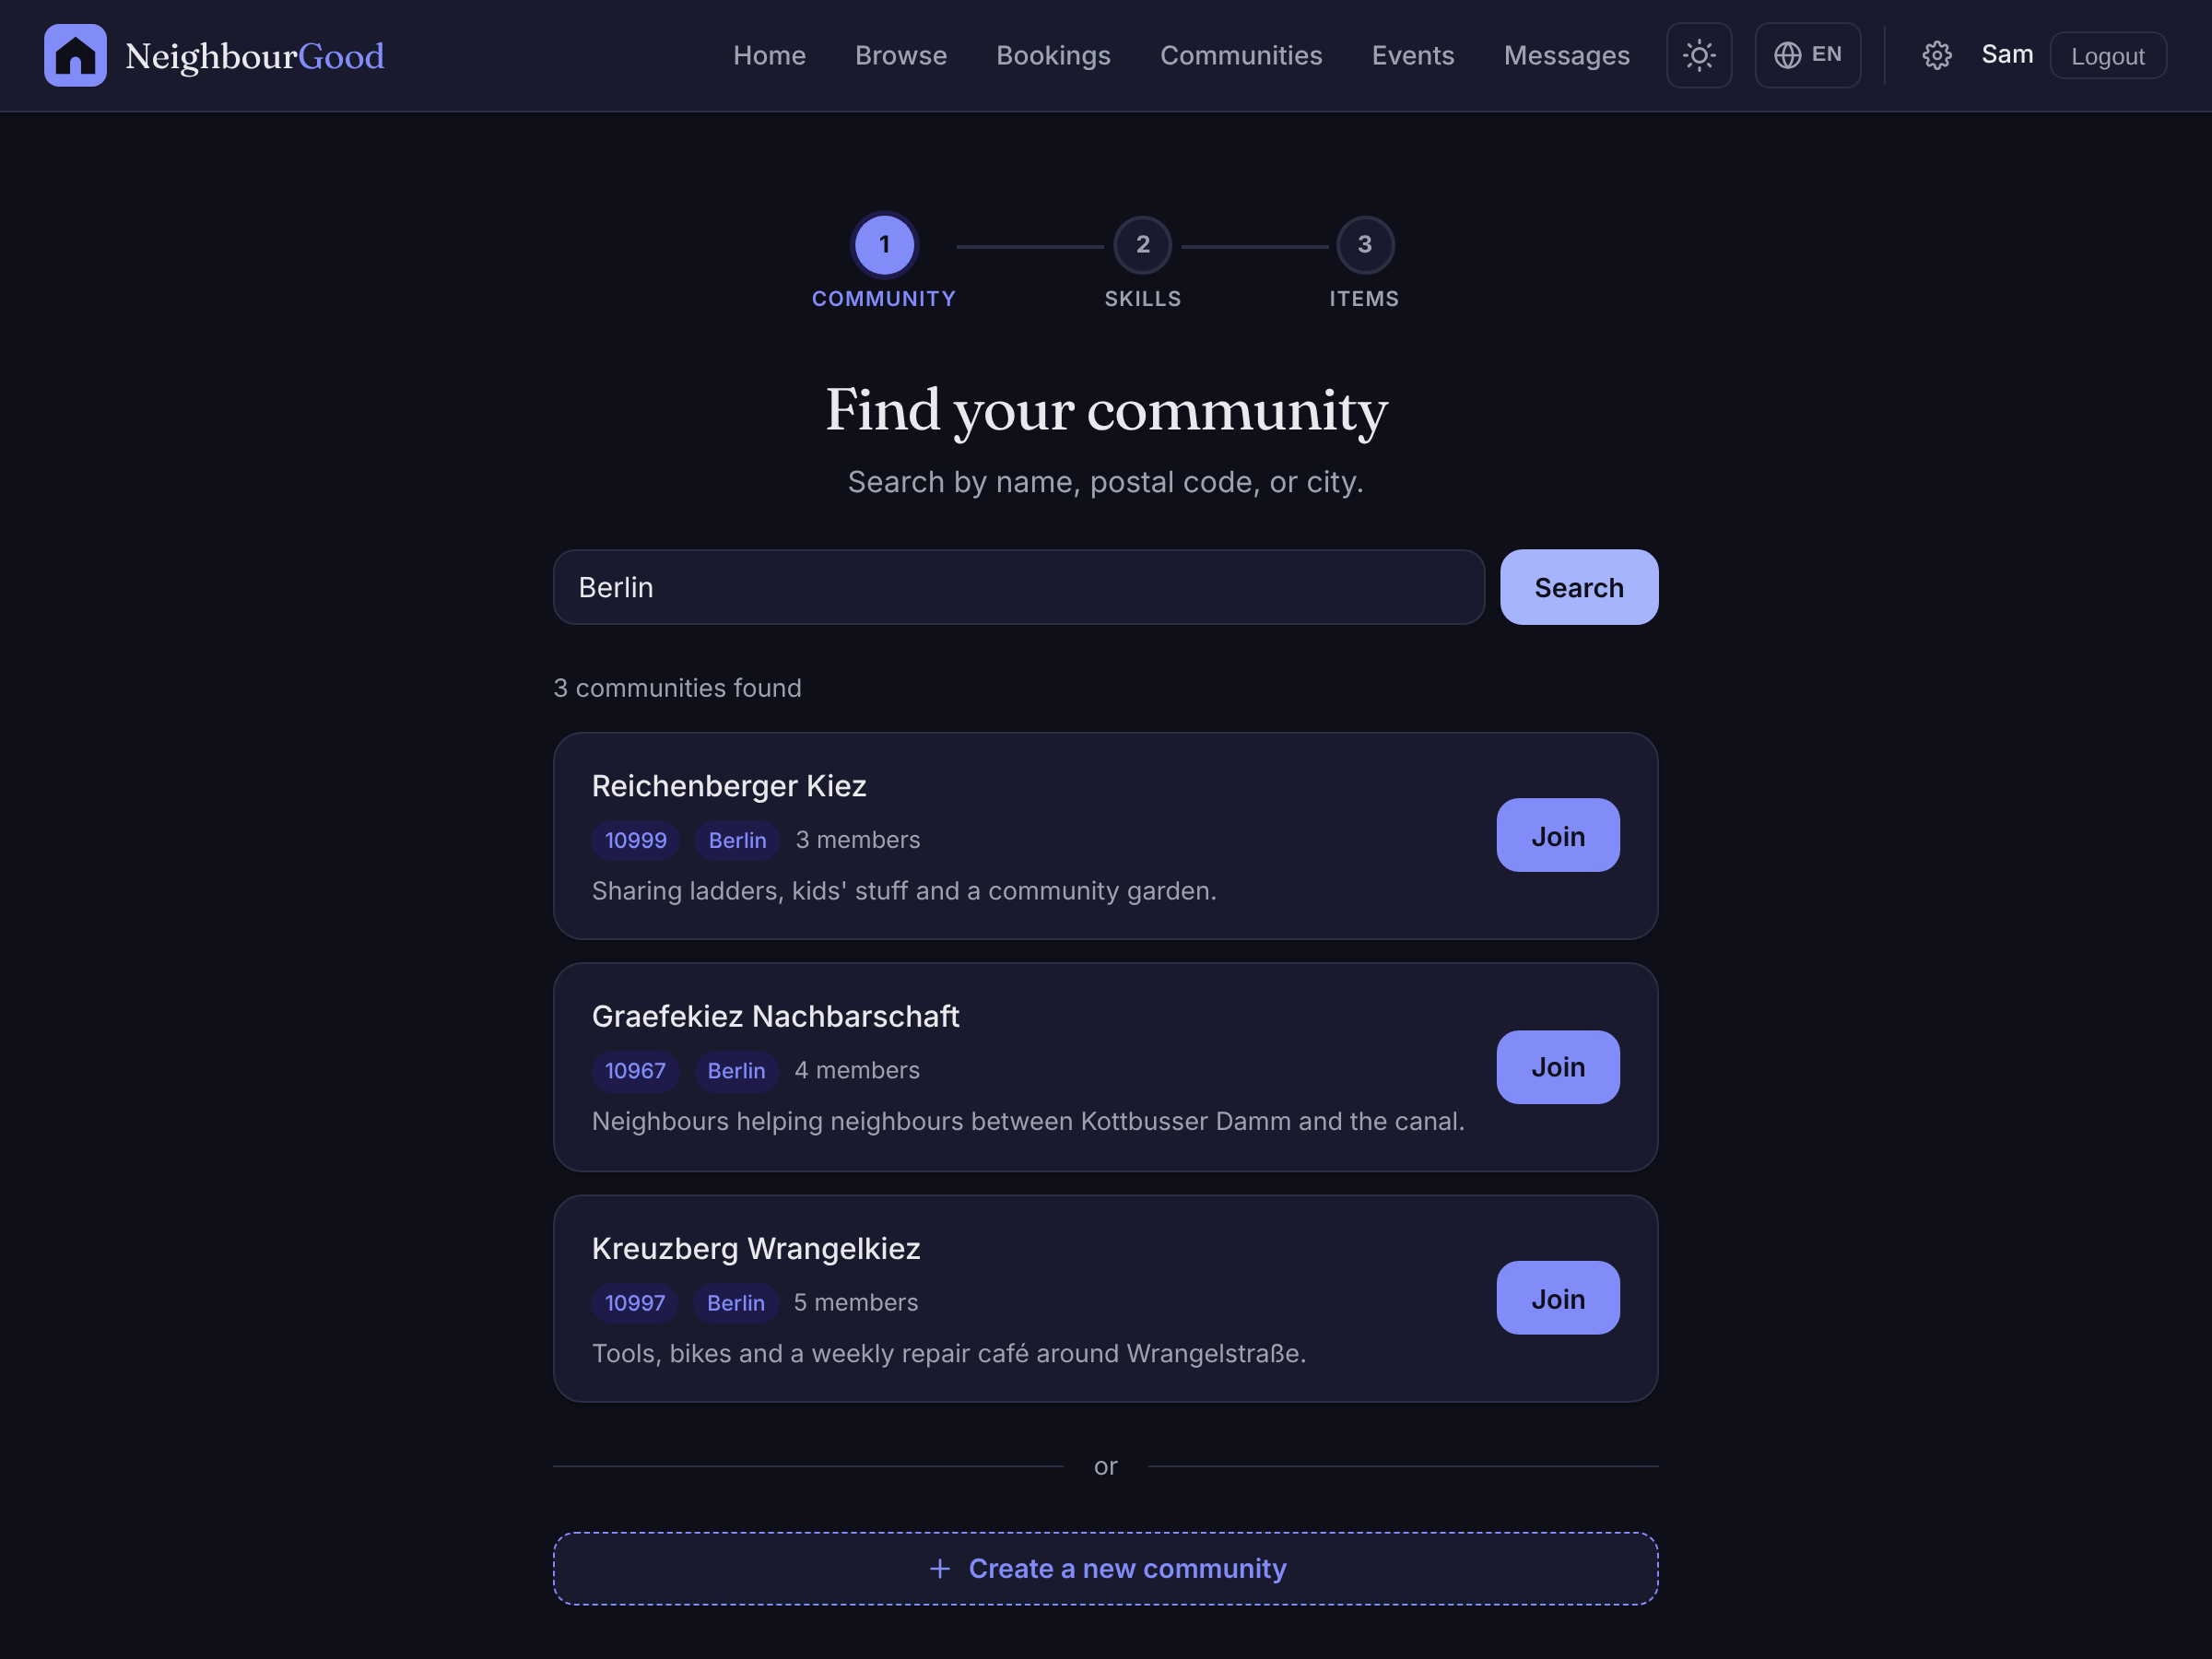 NeighbourGood
Home Browse Bookings Communities Events Messages EN Sam Logout
1 2 3
COMMUNITY SKILLS ITEMS
Find your community
Search by name, postal code, or city.
Berlin Search
3 communities found
Reichenberger Kiez
10999 Berlin 3 members
Join
Sharing ladders, kids' stuff and a community garden.
Graefekiez Nachbarschaft
10967 Berlin 4 members
Join
Neighbours helping neighbours between Kottbusser Damm and the canal.
Kreuzberg Wrangelkiez
10997 Berlin 5 members
Join
Tools, bikes and a weekly repair café around Wrangelstraße.
or
+ Create a new community